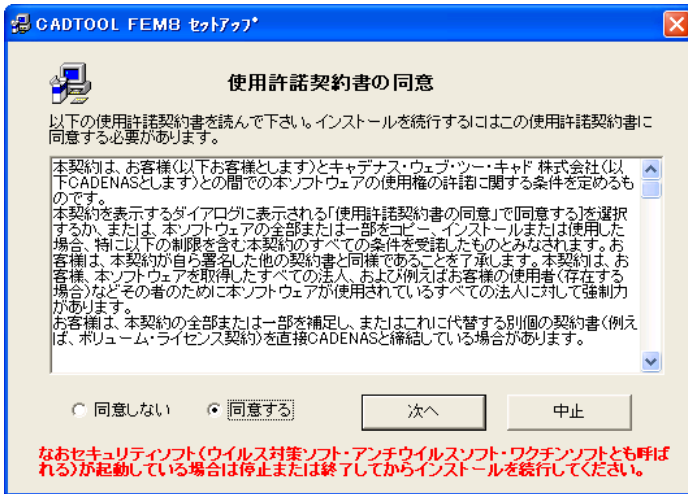 CADTOOL FEM8 ｾｯﾄｱｯﾌﾟ
使用許諾契約書の同意
以下の使用許諾契約書を読んで下さい。インストールを続行するにはこの使用許諾契約書に
同意する必要があります。
本契約は、お客様（以下お客様とします）とキャデナス・ウェブ・ツー・キャド 株式会社（以
下CADENASとします）との間での本ソフトウェアの使用権の許諾に関する条件を定めるも
のです。
本契約を表示するダイアログに表示される「使用許諾契約書の同意」で[同意する]を選択
するか、または、本ソフトウェアの全部または一部をコピー、インストールまたは使用した
場合、特に以下の制限を含む本契約のすべての条件を受諾したものとみなされます。お
客様は、本契約が自ら署名した他の契約書と同様であることを了承します。本契約は、お
客様、本ソフトウェアを取得したすべての法人、および例えばお客様の使用者（存在する
場合）などその者のために本ソフトウェアが使用されているすべての法人に対して強制力
があります。
お客様は、本契約の全部または一部を補足し、またはこれに代替する別個の契約書（例え
ば、ボリューム・ライセンス契約）を直接CADENASと締結している場合があります。
同意しない 同意する 次へ 中止
なおセキュリティソフト（ウイルス対策ソフト・アンチウイルスソフト・ワクチンソフトとも呼ば
れる）が起動している場合は停止または終了してからインストールを続行してください。